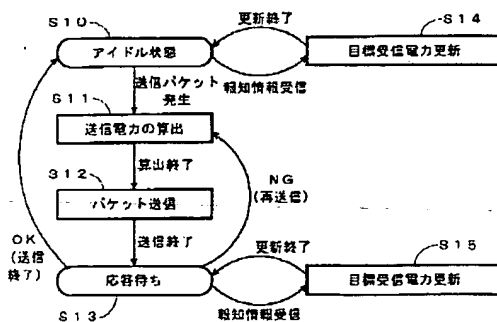 S10
更新終了
S14
アイドル状態
目標受信電力更新
送信パケット
発生
報知情報受信
S11
送信電力の算出
算出終了
NG
(再送信)
S12
パケット送信
OK
(送信
終了)
送信終了
更新終了
S15
応答待ち
目標受信電力更新
S13
報知情報受信